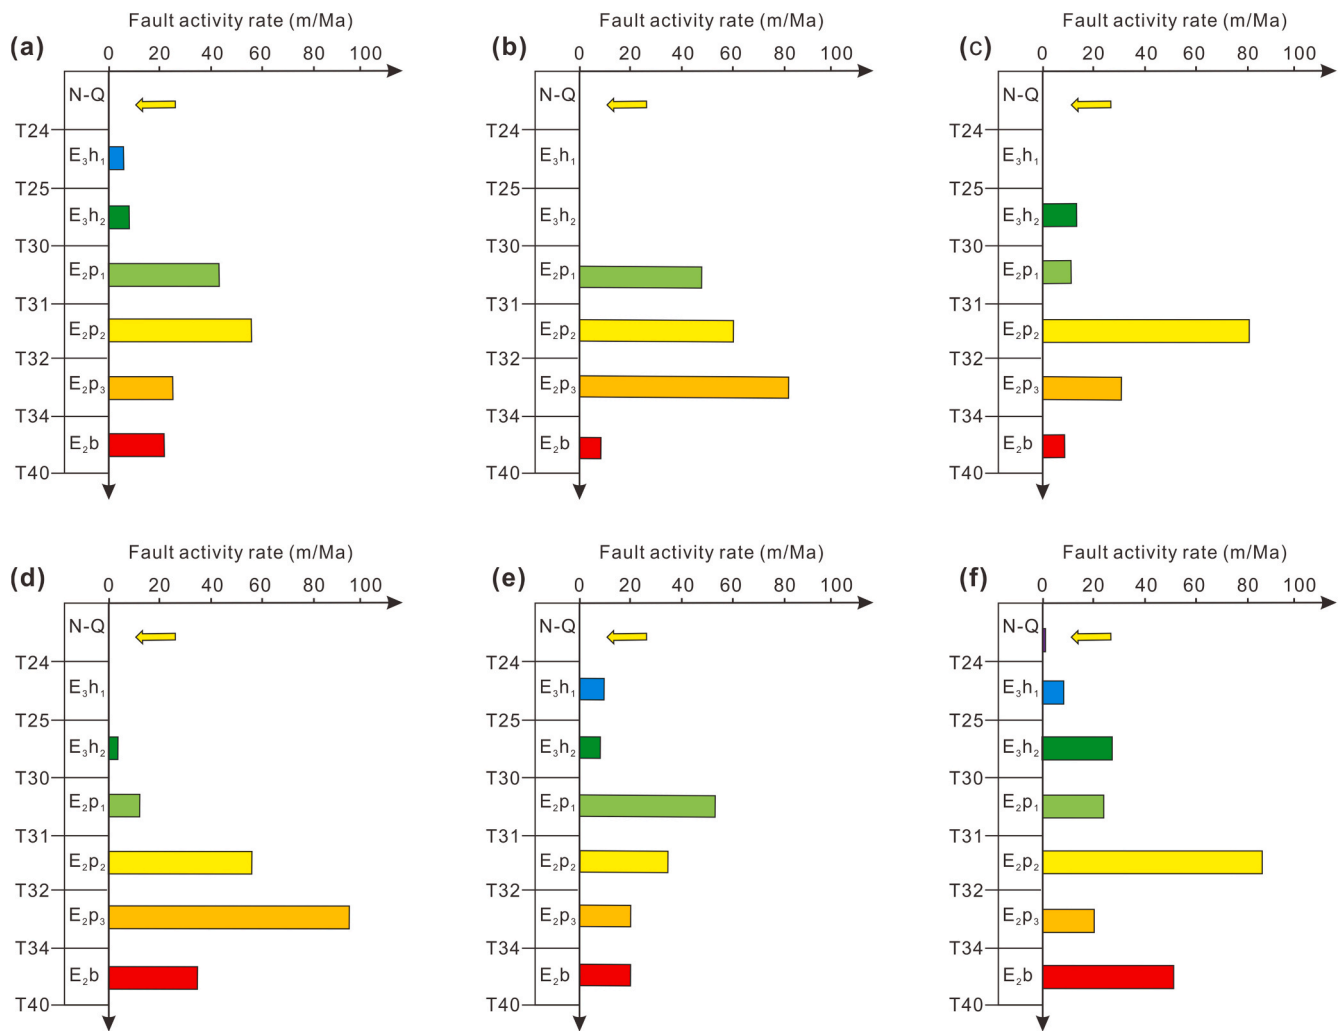 Fault activity rate (m/Ma)
(a) 0 20 40 60 80 100
N-Q
T24
E₃h₁
T25
E₃h₂
T30
E₂p₁
T31
E₂p₂
T32
E₂p₃
T34
E₂b
T40
Fault activity rate (m/Ma)
(b) 0 20 40 60 80 100
N-Q
T24
E₃h₁
T25
E₃h₂
T30
E₂p₁
T31
E₂p₂
T32
E₂p₃
T34
E₂b
T40
Fault activity rate (m/Ma)
(c) 0 20 40 60 80 100
N-Q
T24
E₃h₁
T25
E₃h₂
T30
E₂p₁
T31
E₂p₂
T32
E₂p₃
T34
E₂b
T40
Fault activity rate (m/Ma)
(d) 0 20 40 60 80 100
N-Q
T24
E₃h₁
T25
E₃h₂
T30
E₂p₁
T31
E₂p₂
T32
E₂p₃
T34
E₂b
T40
Fault activity rate (m/Ma)
(e) 0 20 40 60 80 100
N-Q
T24
E₃h₁
T25
E₃h₂
T30
E₂p₁
T31
E₂p₂
T32
E₂p₃
T34
E₂b
T40
Fault activity rate (m/Ma)
(f) 0 20 40 60 80 100
N-Q
T24
E₃h₁
T25
E₃h₂
T30
E₂p₁
T31
E₂p₂
T32
E₂p₃
T34
E₂b
T40